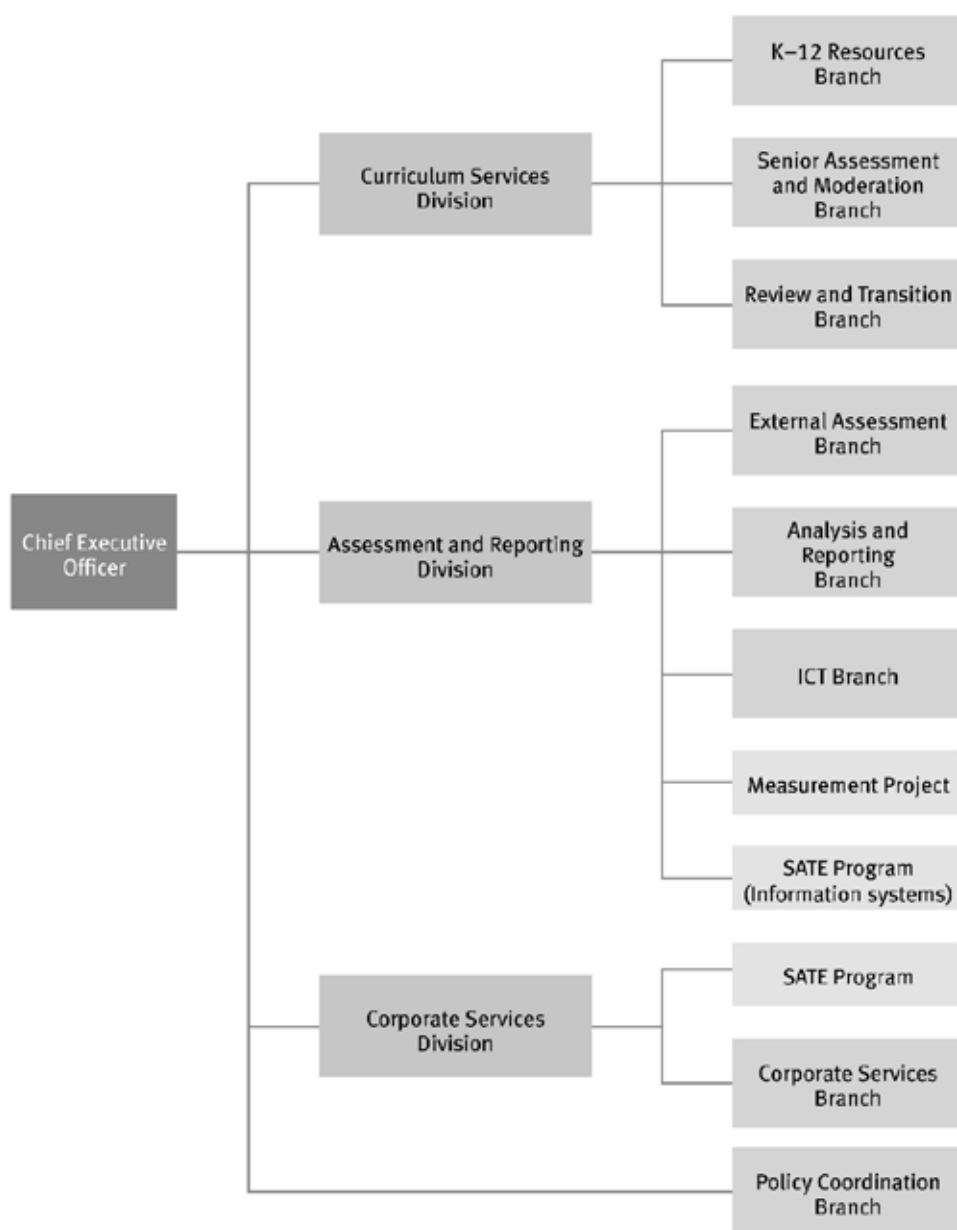 K–12 Resources
Branch
Curriculum Services
Division
Senior Assessment
and Moderation
Branch
Review and Transition
Branch
External Assessment
Branch
Chief Executive
Officer
Assessment and Reporting
Division
Analysis and
Reporting
Branch
ICT Branch
Measurement Project
SATE Program
(Information systems)
Corporate Services
Division
SATE Program
Corporate Services
Branch
Policy Coordination
Branch